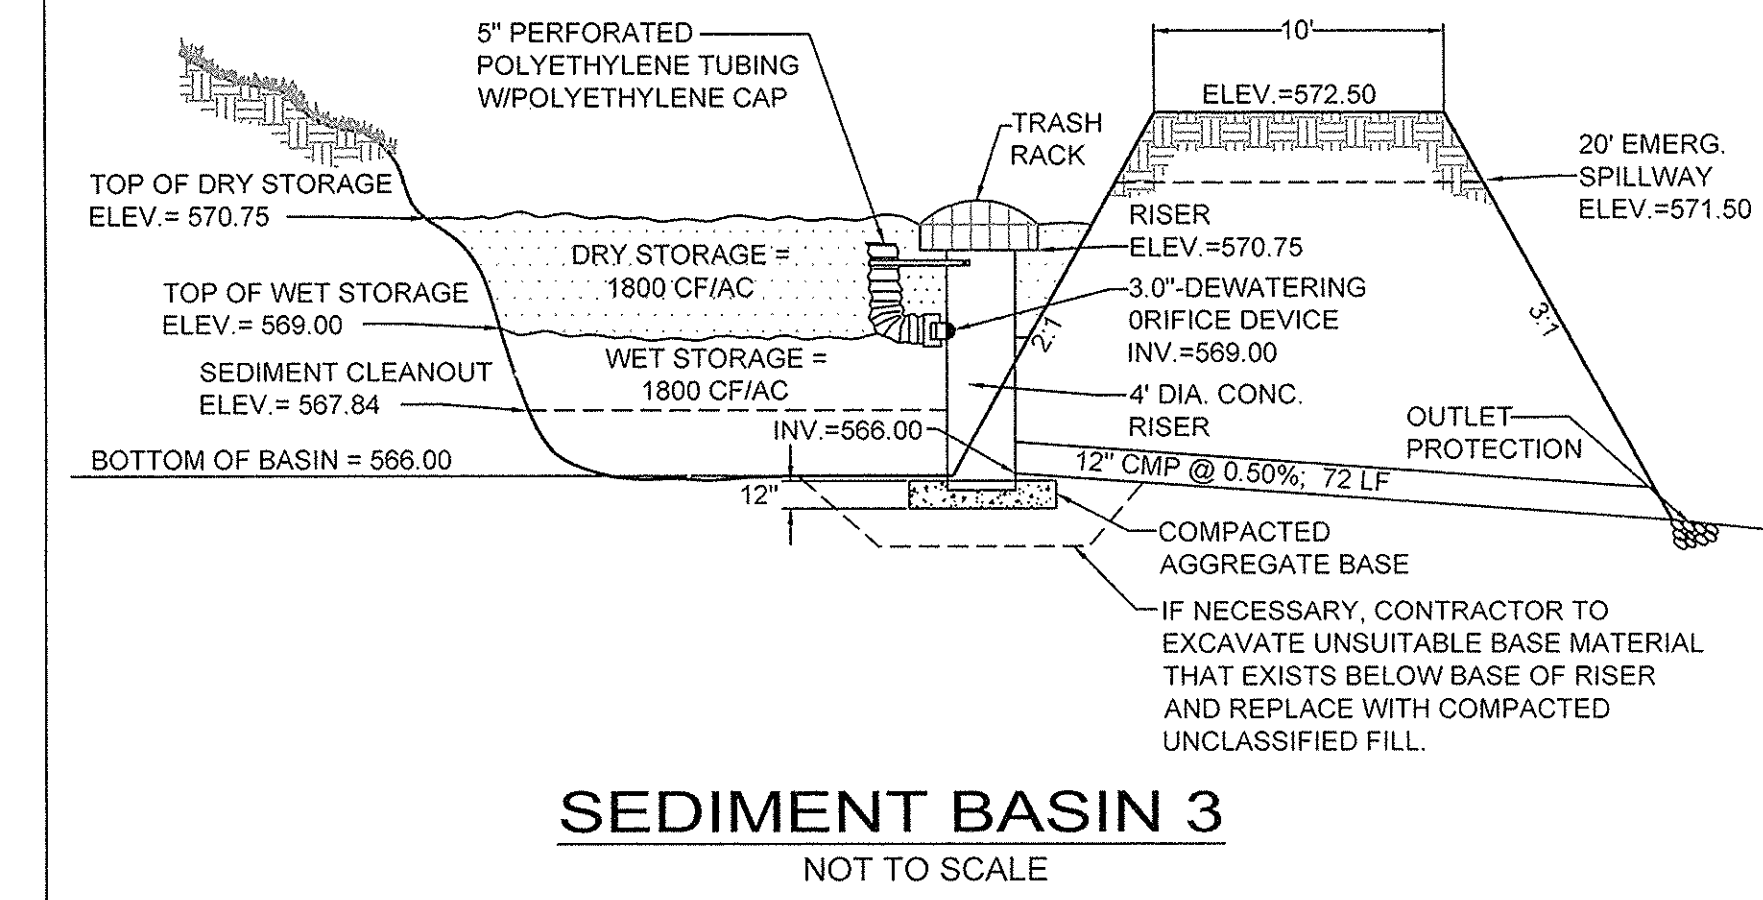 5" PERFORATED
POLYETHYLENE TUBING
W/POLYETHYLENE CAP
10'
ELEV.=572.50
TRASH
RACK
20' EMERG.
SPILLWAY
ELEV.=571.50
TOP OF DRY STORAGE
ELEV.= 570.75
RISER
ELEV.=570.75
DRY STORAGE =
1800 CF/AC
TOP OF WET STORAGE
ELEV.= 569.00
3.0"-DEWATERING
0RIFICE DEVICE
INV.=569.00
2:1
3:1
WET STORAGE =
1800 CF/AC
SEDIMENT CLEANOUT
ELEV.= 567.84
4' DIA. CONC.
RISER
INV.=566.00
OUTLET
PROTECTION
BOTTOM OF BASIN = 566.00
12" CMP @ 0.50%; 72 LF
12"
COMPACTED
AGGREGATE BASE
IF NECESSARY, CONTRACTOR TO
EXCAVATE UNSUITABLE BASE MATERIAL
THAT EXISTS BELOW BASE OF RISER
AND REPLACE WITH COMPACTED
UNCLASSIFIED FILL.
SEDIMENT BASIN 3
NOT TO SCALE